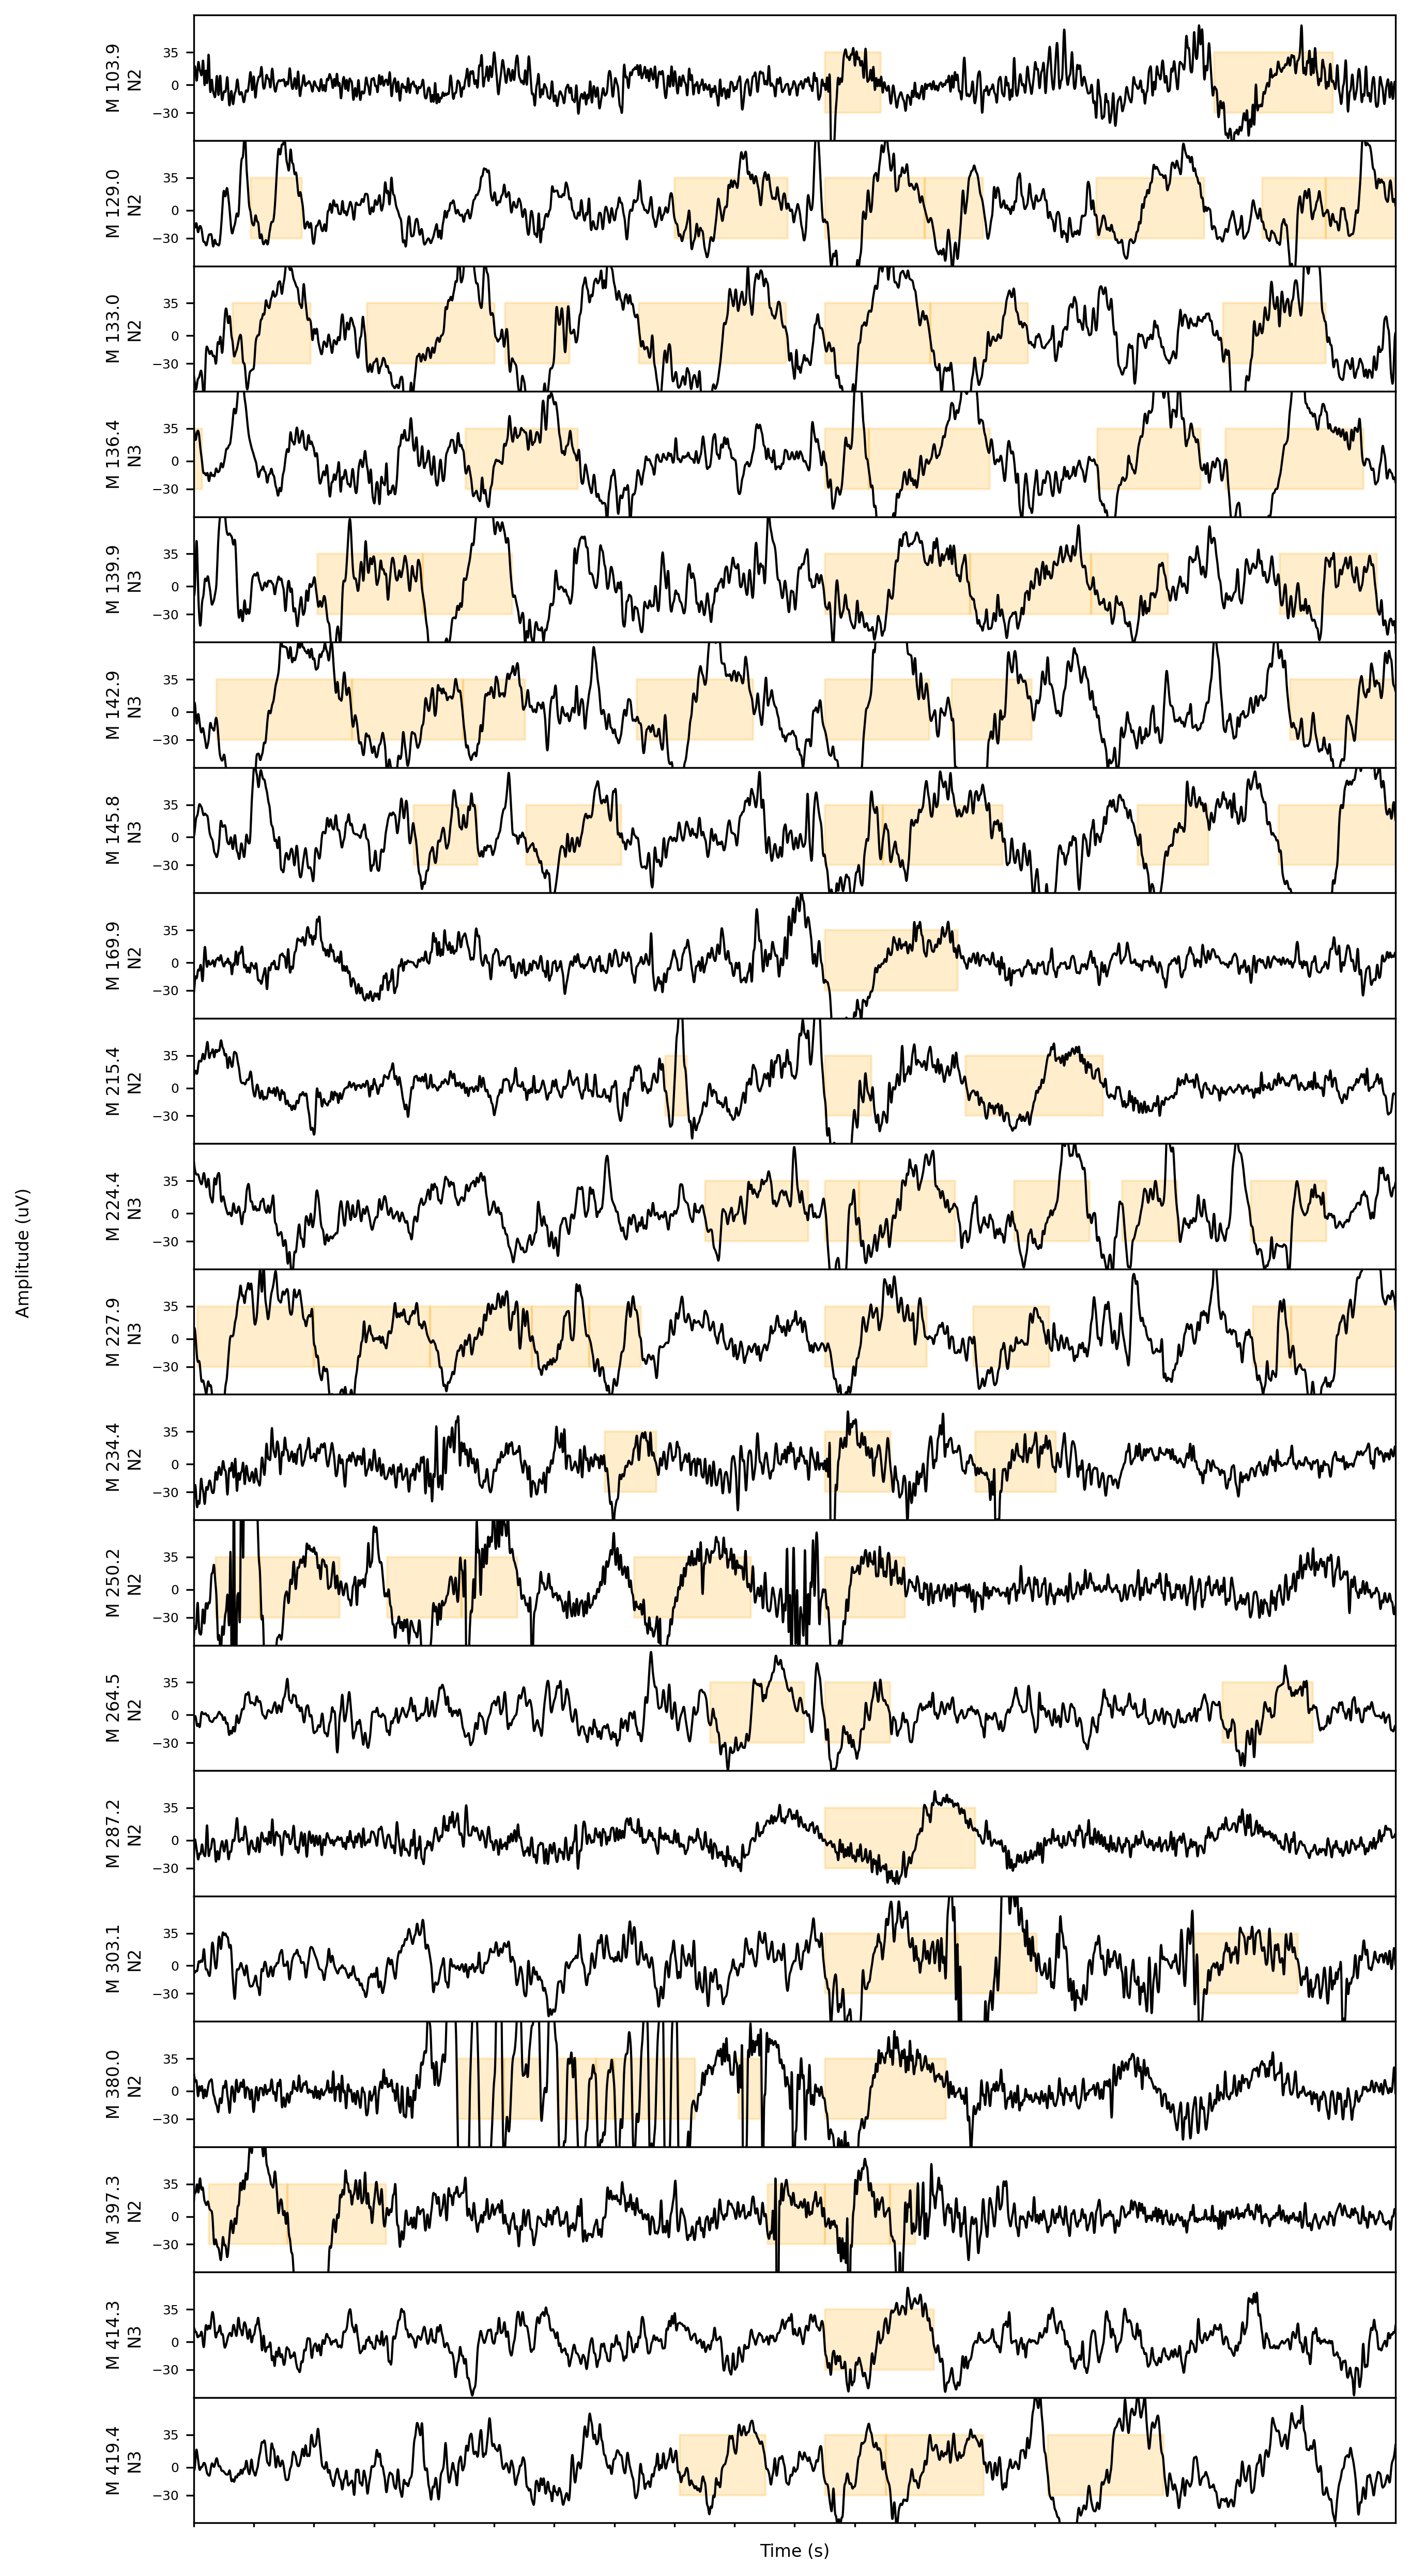 M 103.9
N2
35
0
−30
M 129.0
N2
35
0
−30
M 133.0
N2
35
0
−30
M 136.4
N3
35
0
−30
M 139.9
N3
35
0
−30
M 142.9
N3
35
0
−30
M 145.8
N3
35
0
−30
M 169.9
N2
35
0
−30
M 215.4
N2
35
0
−30
M 224.4
N3
35
0
−30
M 227.9
N3
35
0
−30
M 234.4
N2
35
0
−30
M 250.2
N2
35
0
−30
M 264.5
N2
35
0
−30
M 287.2
N2
35
0
−30
M 303.1
N2
35
0
−30
M 380.0
N2
35
0
−30
M 397.3
N2
35
0
−30
M 414.3
N3
35
0
−30
M 419.4
N3
35
0
−30
Amplitude (uV)
Time (s)